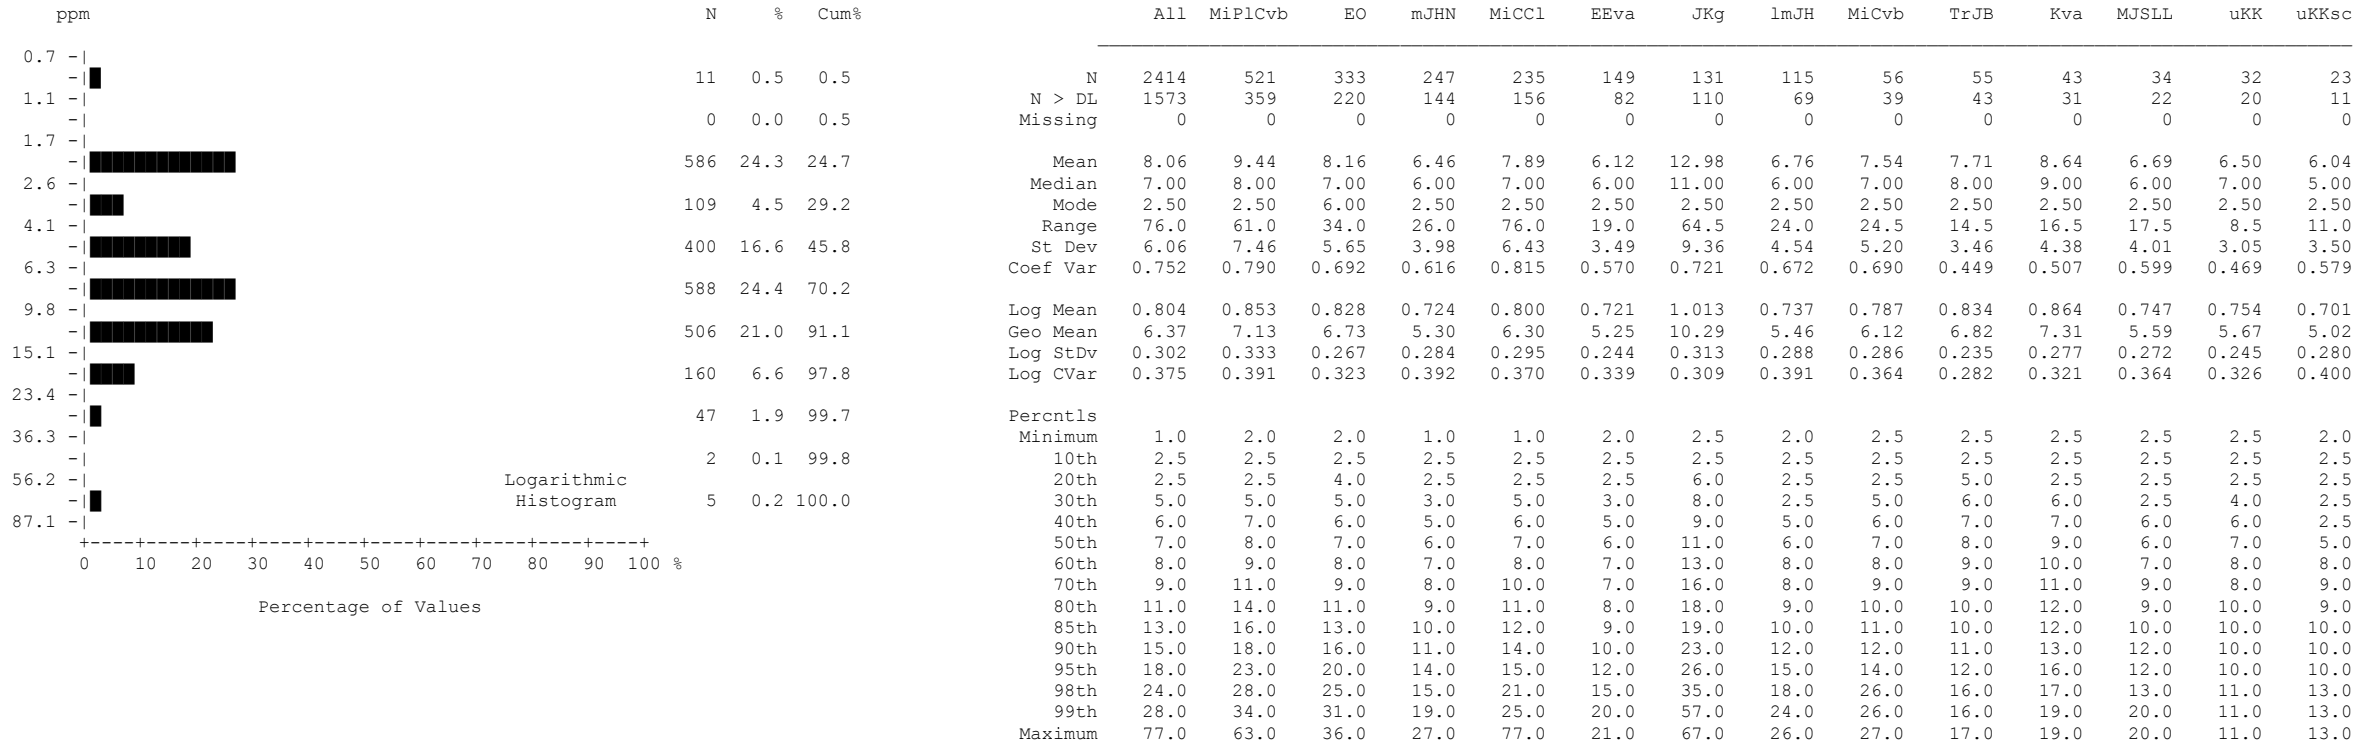 ppm N % Cum% All MiPlCvb EO mJHN MiCCl EEva JKg lmJH MiCvb TrJB Kva MJSLL uKK uKKsc
0.7 -|
-| 11 0.5 0.5 N 2414 521 333 247 235 149 131 115 56 55 43 34 32 23
1.1 -| N > DL 1573 359 220 144 156 82 110 69 39 43 31 22 20 11
-| 0 0.0 0.5 Missing 0 0 0 0 0 0 0 0 0 0 0 0 0 0
1.7 -|
-| 586 24.3 24.7 Mean 8.06 9.44 8.16 6.46 7.89 6.12 12.98 6.76 7.54 7.71 8.64 6.69 6.50 6.04
2.6 -| Median 7.00 8.00 7.00 6.00 7.00 6.00 11.00 6.00 7.00 8.00 9.00 6.00 7.00 5.00
-| 109 4.5 29.2 Mode 2.50 2.50 6.00 2.50 2.50 2.50 2.50 2.50 2.50 2.50 2.50 2.50 2.50 2.50
4.1 -| Range 76.0 61.0 34.0 26.0 76.0 19.0 64.5 24.0 24.5 14.5 16.5 17.5 8.5 11.0
-| 400 16.6 45.8 St Dev 6.06 7.46 5.65 3.98 6.43 3.49 9.36 4.54 5.20 3.46 4.38 4.01 3.05 3.50
6.3 -| Coef Var 0.752 0.790 0.692 0.616 0.815 0.570 0.721 0.672 0.690 0.449 0.507 0.599 0.469 0.579
-| 588 24.4 70.2
9.8 -| Log Mean 0.804 0.853 0.828 0.724 0.800 0.721 1.013 0.737 0.787 0.834 0.864 0.747 0.754 0.701
-| 506 21.0 91.1 Geo Mean 6.37 7.13 6.73 5.30 6.30 5.25 10.29 5.46 6.12 6.82 7.31 5.59 5.67 5.02
15.1 -| Log StDv 0.302 0.333 0.267 0.284 0.295 0.244 0.313 0.288 0.286 0.235 0.277 0.272 0.245 0.280
-| 160 6.6 97.8 Log CVar 0.375 0.391 0.323 0.392 0.370 0.339 0.309 0.391 0.364 0.282 0.321 0.364 0.326 0.400
23.4 -|
-| 47 1.9 99.7 Percntls
36.3 -| Minimum 1.0 2.0 2.0 1.0 1.0 2.0 2.5 2.0 2.5 2.5 2.5 2.5 2.5 2.0
-| 2 0.1 99.8 10th 2.5 2.5 2.5 2.5 2.5 2.5 2.5 2.5 2.5 2.5 2.5 2.5 2.5 2.5
56.2 -| Logarithmic 20th 2.5 2.5 4.0 2.5 2.5 2.5 6.0 2.5 2.5 5.0 2.5 2.5 2.5 2.5
-| Histogram 5 0.2 100.0 30th 5.0 5.0 5.0 3.0 5.0 3.0 8.0 2.5 5.0 6.0 6.0 2.5 4.0 2.5
87.1 -| 40th 6.0 7.0 6.0 5.0 6.0 5.0 9.0 5.0 6.0 7.0 7.0 6.0 6.0 2.5
+----+----+----+----+----+----+----+----+----+----+ 50th 7.0 8.0 7.0 6.0 7.0 6.0 11.0 6.0 7.0 8.0 9.0 6.0 7.0 5.0
0 10 20 30 40 50 60 70 80 90 100 % 60th 8.0 9.0 8.0 7.0 8.0 7.0 13.0 8.0 8.0 9.0 10.0 7.0 8.0 8.0
70th 9.0 11.0 9.0 8.0 10.0 7.0 16.0 8.0 9.0 9.0 11.0 9.0 8.0 9.0
Percentage of Values 80th 11.0 14.0 11.0 9.0 11.0 8.0 18.0 9.0 10.0 10.0 12.0 9.0 10.0 9.0
85th 13.0 16.0 13.0 10.0 12.0 9.0 19.0 10.0 11.0 10.0 12.0 10.0 10.0 10.0
90th 15.0 18.0 16.0 11.0 14.0 10.0 23.0 12.0 12.0 11.0 13.0 12.0 10.0 10.0
95th 18.0 23.0 20.0 14.0 15.0 12.0 26.0 15.0 14.0 12.0 16.0 12.0 10.0 10.0
98th 24.0 28.0 25.0 15.0 21.0 15.0 35.0 18.0 26.0 16.0 17.0 13.0 11.0 13.0
99th 28.0 34.0 31.0 19.0 25.0 20.0 57.0 24.0 26.0 16.0 19.0 20.0 11.0 13.0
Maximum 77.0 63.0 36.0 27.0 77.0 21.0 67.0 26.0 27.0 17.0 19.0 20.0 11.0 13.0